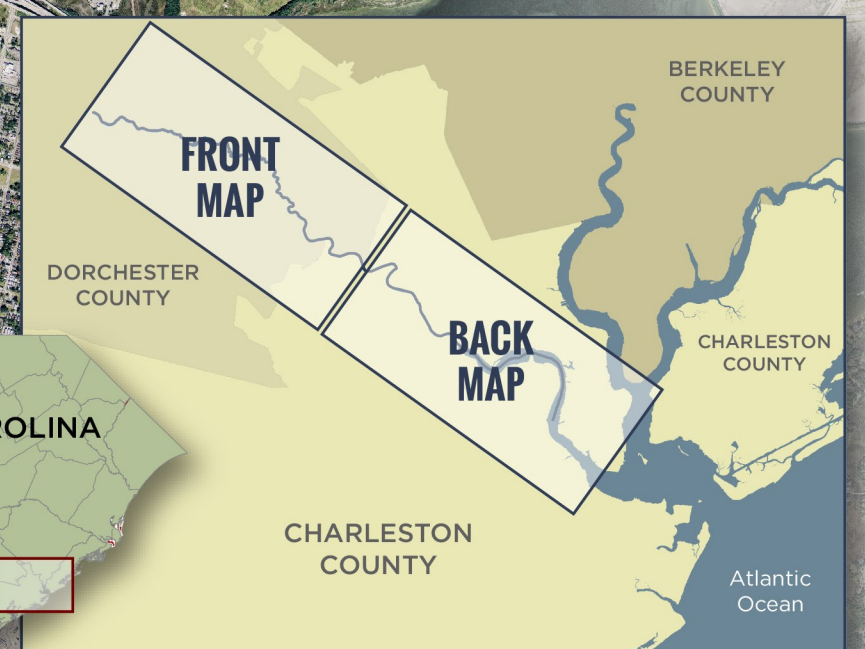 BERKELEY
COUNTY
FRONT
MAP
DORCHESTER
COUNTY
BACK
MAP
CHARLESTON
COUNTY
ROLINA
CHARLESTON
COUNTY
Atlantic
Ocean